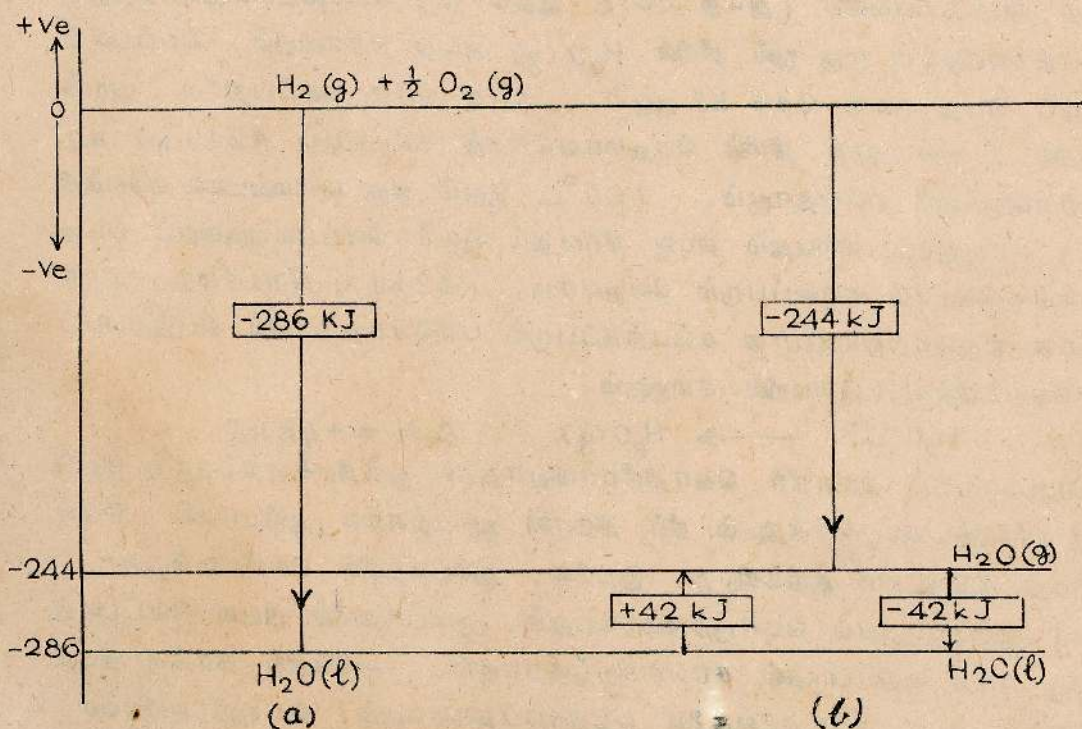 +Ve
H₂ (g) + ½ O₂ (g)
0
-Ve
-286 KJ
-244 kJ
-244
H₂O(g)
+42 kJ
-42 kJ
-286
H₂O(l)
H₂O(l)
(a)
(b)